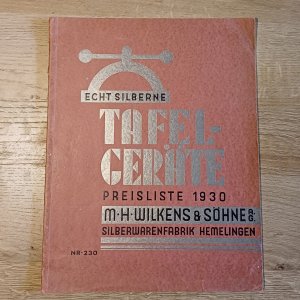 ECHT SILBERNE
TAFEL-
GERÄTE
PREISLISTE 1930
M·H·WILKENS & SÖHNE A.G.
SILBERWARENFABRIK HEMELINGEN
NR·230